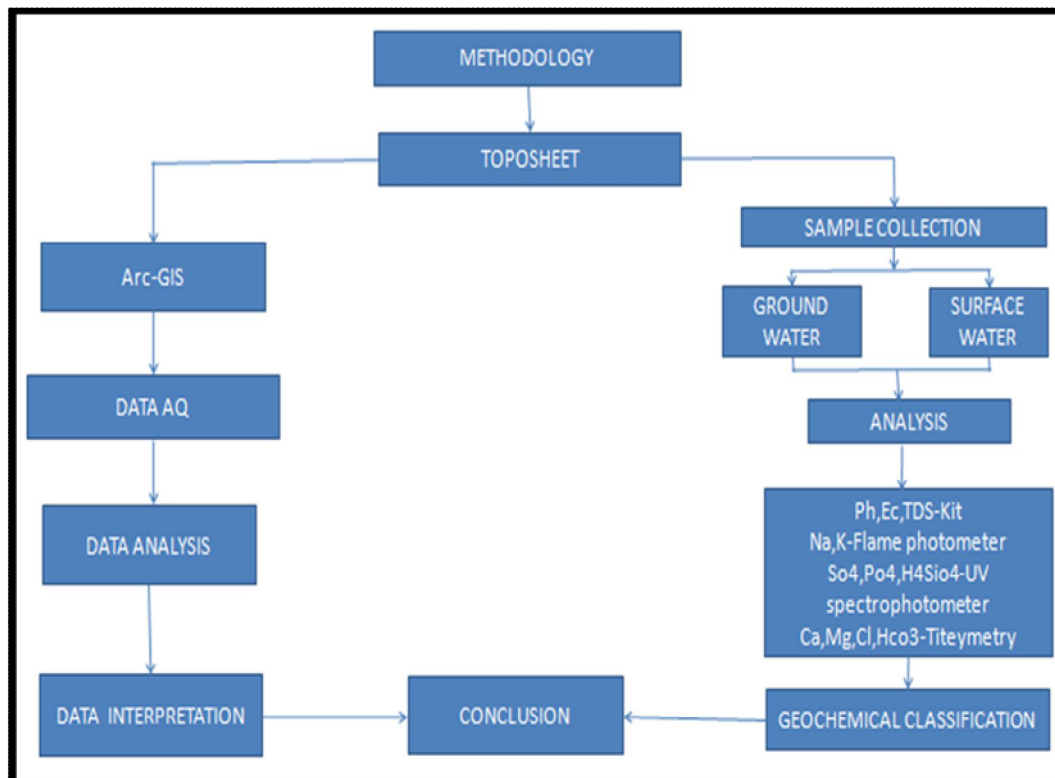 METHODOLOGY
TOPOSHEET
Arc-GIS
DATA AQ
DATA ANALYSIS
DATA INTERPRETATION
SAMPLE COLLECTION
GROUND
WATER
SURFACE
WATER
ANALYSIS
Ph,Ec,TDS-Kit
Na,K-Flame photometer
So4,Po4,H4Sio4-UV
spectrophotometer
Ca,Mg,Cl,Hco3-Titeymetry
GEOCHEMICAL CLASSIFICATION
CONCLUSION